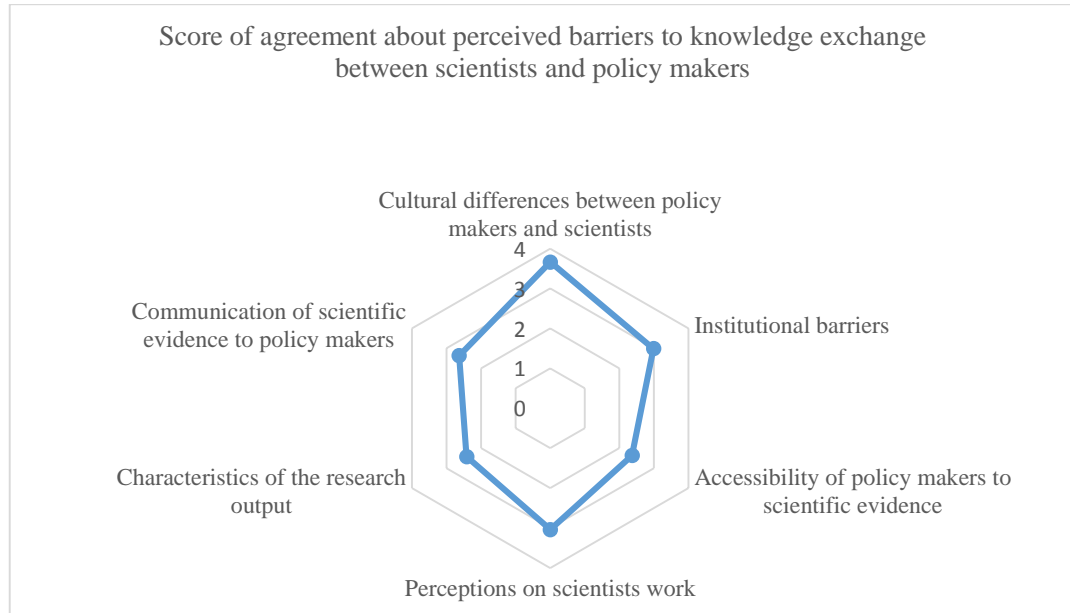 Score of agreement about perceived barriers to knowledge exchange
between scientists and policy makers
Cultural differences between policy
makers and scientists
4
3
2
1
0
Communication of scientific
evidence to policy makers
Institutional barriers
Characteristics of the research
output
Accessibility of policy makers to
scientific evidence
Perceptions on scientists work